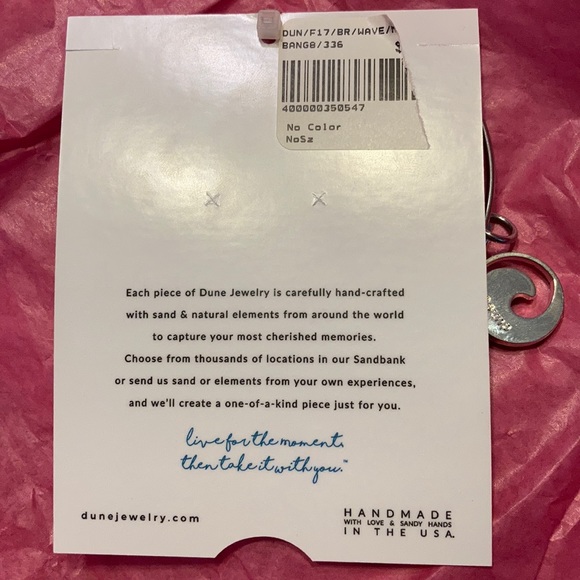 DUN/F17/BR/WAVE/
BANGB/336
$
400000350547
No Color
NoSz
Each piece of Dune Jewelry is carefully hand-crafted
with sand & natural elements from around the world
to capture your most cherished memories.
Choose from thousands of locations in our Sandbank
or send us sand or elements from your own experiences,
and we'll create a one-of-a-kind piece just for you.
live for the moment,
then take it with you.™
dunejewelry.com
HANDMADE
WITH LOVE & SANDY HANDS
IN THE USA.